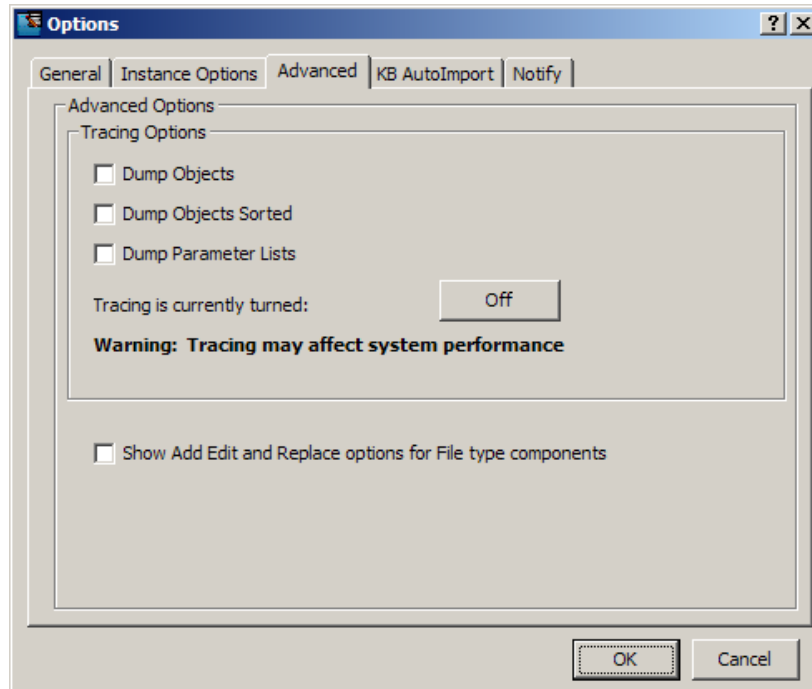 Options
General Instance Options Advanced KB AutoImport Notify
Advanced Options
Tracing Options
Dump Objects
Dump Objects Sorted
Dump Parameter Lists
Tracing is currently turned: Off
Warning: Tracing may affect system performance
Show Add Edit and Replace options for File type components
OK Cancel